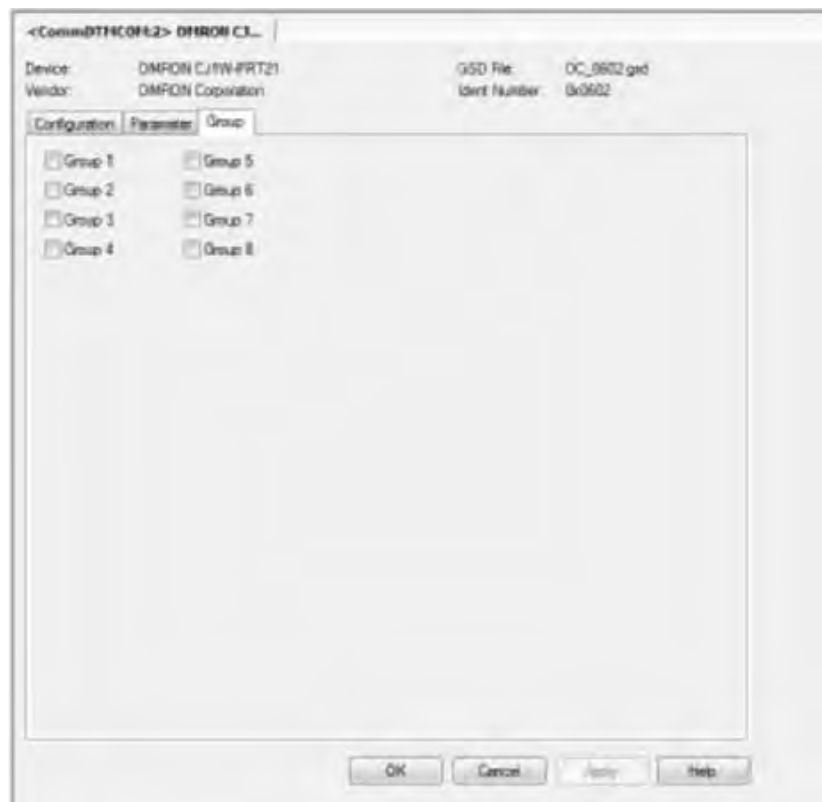 <CommDTMCOM:2> OMRON CJ...
Device: OMRON CJ1W-PRT21 GSD File: OC_0602.gsd
Vendor: OMRON Corporation Ident Number: 0x0602
Configuration Parameter Group
Group 1 Group 5
Group 2 Group 6
Group 3 Group 7
Group 4 Group 8
OK Cancel Apply Help